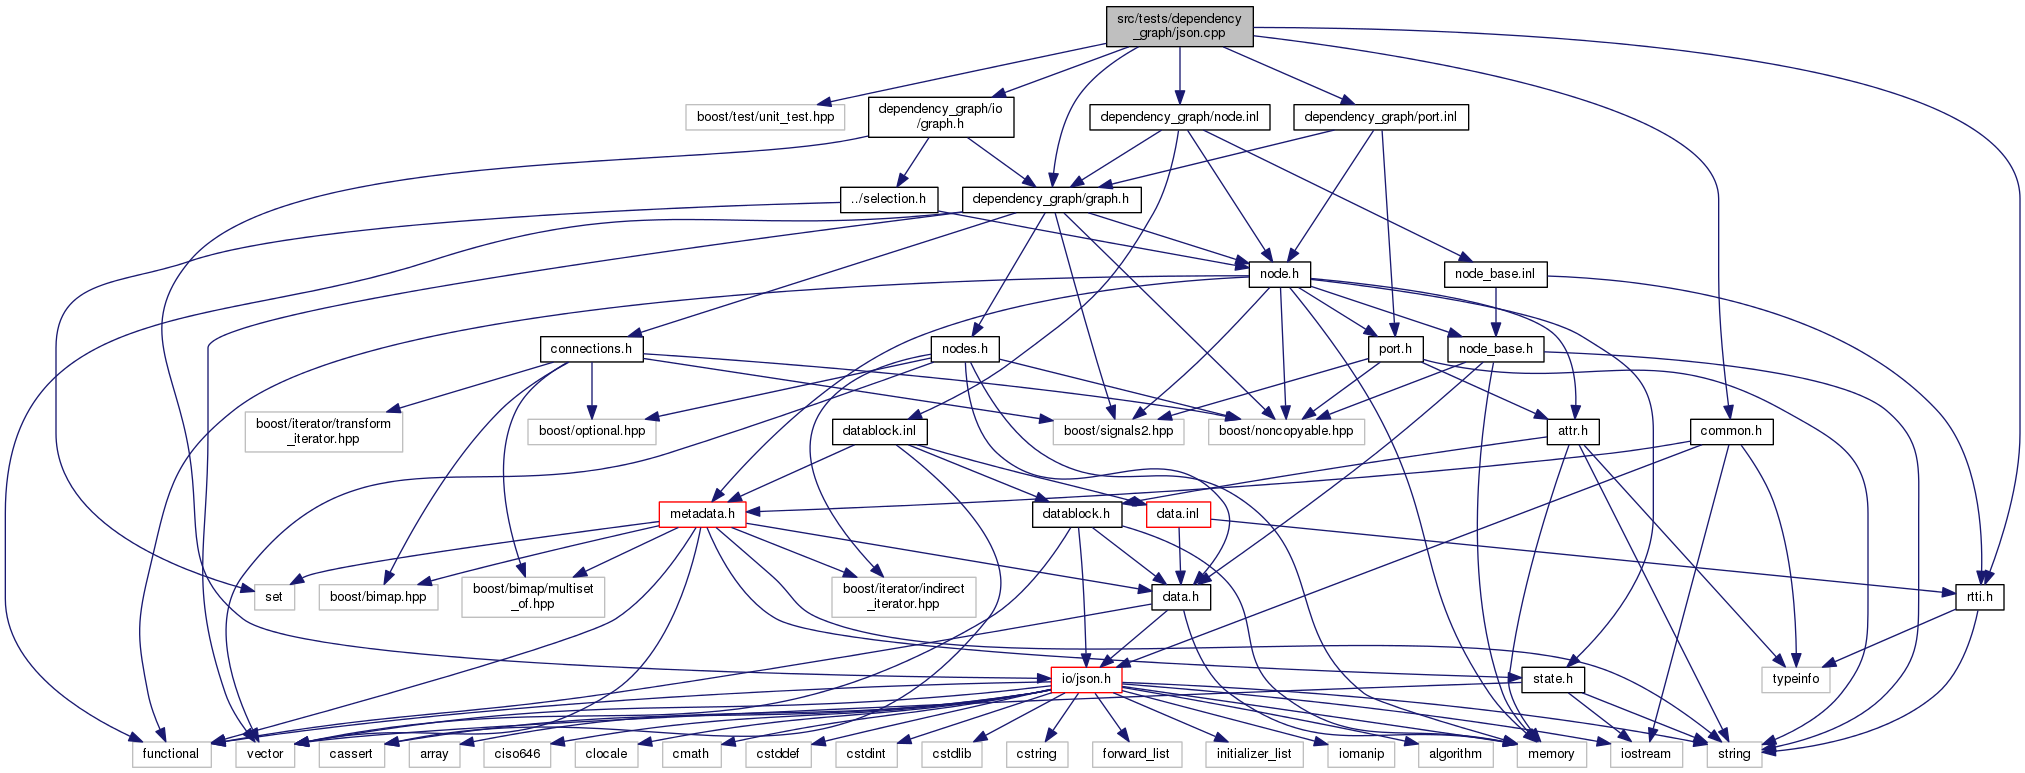 src/tests/dependency
_graph/json.cpp
boost/test/unit_test.hpp
dependency_graph/io
/graph.h
dependency_graph/node.inl
dependency_graph/port.inl
../selection.h
dependency_graph/graph.h
node.h
node_base.inl
connections.h
nodes.h
port.h
node_base.h
boost/iterator/transform
_iterator.hpp
boost/optional.hpp
datablock.inl
boost/signals2.hpp
boost/noncopyable.hpp
attr.h
common.h
metadata.h
datablock.h
data.inl
set
boost/bimap.hpp
boost/bimap/multiset
_of.hpp
boost/iterator/indirect
_iterator.hpp
data.h
rtti.h
io/json.h
state.h
typeinfo
functional
vector
cassert
array
ciso646
clocale
cmath
cstddef
cstdint
cstdlib
cstring
forward_list
initializer_list
iomanip
algorithm
memory
iostream
string